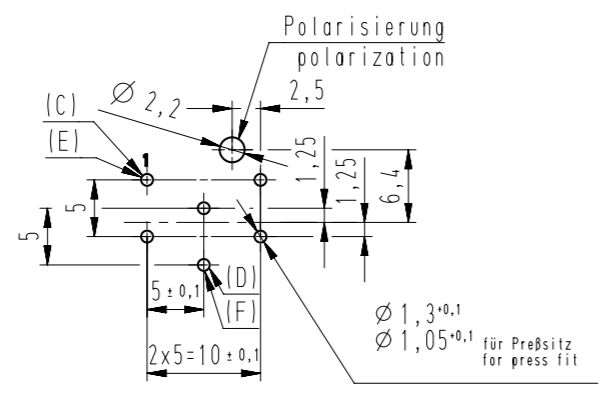 Polarisierung
polarization
Ø 2,2
2,5
(C)
(E)
1
1,25
1,25
6,4
5
5
(D)
(F)
5 ± 0,1
2x5=10 ± 0,1
Ø 1,3+0,1
Ø 1,05+0,1 für Preßsitz
for press fit